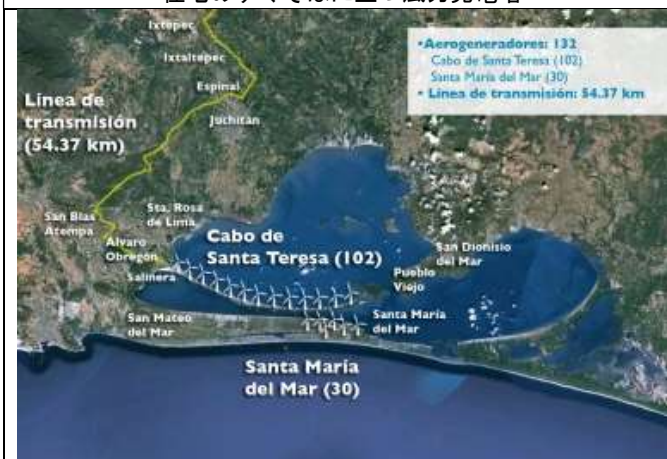 Ixtepec
Ixtaltepec
Espinal
Juchitán
Línea de
transmisión
(54.37 km)
•Aerogeneradores: 132
Cabo de Santa Teresa (102)
Santa María del Mar (30)
• Línea de transmisión: 54.37 km
San Blas
Atempa
Sta. Rosa
de Lima
Álvaro
Obregón
Salinera
Cabo de
Santa Teresa (102)
San Dionisio
del Mar
Pueblo
Viejo
San Mateo
del Mar
Santa María
del Mar
Santa María
del Mar (30)